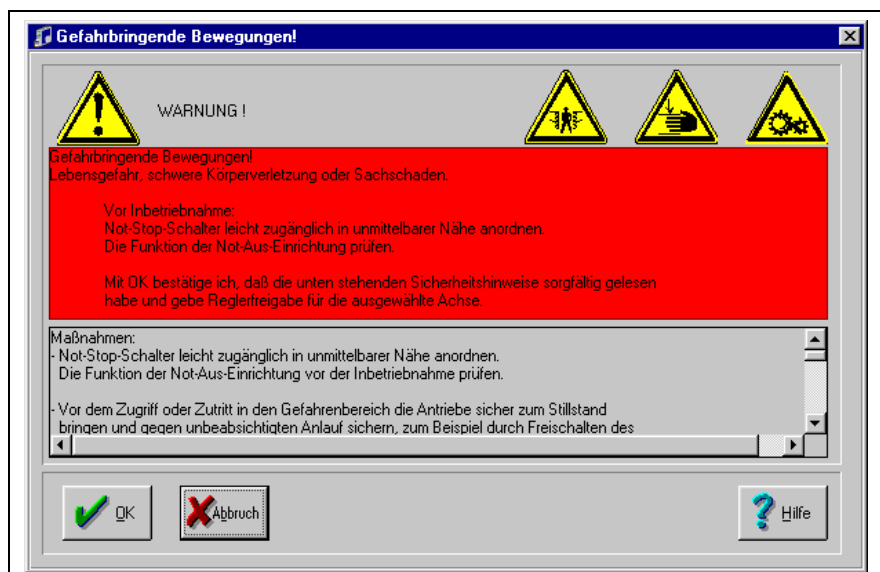 Gefahrbringende Bewegungen!
WARNUNG !
Gefahrbringende Bewegungen!
Lebensgefahr, schwere Körperverletzung oder Sachschaden.
Vor Inbetriebnahme:
Not-Stop-Schalter leicht zugänglich in unmittelbarer Nähe anordnen.
Die Funktion der Not-Aus-Einrichtung prüfen.
Mit OK bestätige ich, daß die unten stehenden Sicherheitshinweise sorgfältig gelesen
habe und gebe Reglerfreigabe für die ausgewählte Achse.
Maßnahmen:
- Not-Stop-Schalter leicht zugänglich in unmittelbarer Nähe anordnen.
Die Funktion der Not-Aus-Einrichtung vor der Inbetriebnahme prüfen.
- Vor dem Zugriff oder Zutritt in den Gefahrenbereich die Antriebe sicher zum Stillstand
bringen und gegen unbeabsichtigten Anlauf sichern, zum Beispiel durch Freischalten des
OK
Abbruch
Hilfe